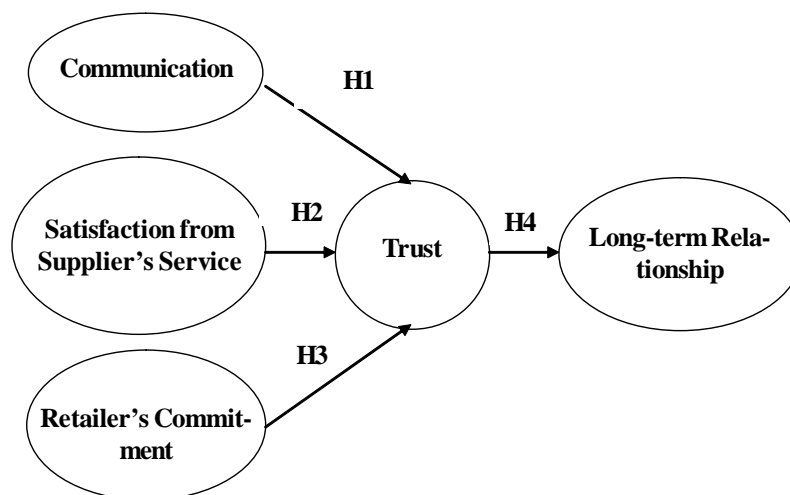 Communication
H1
Satisfaction from
Supplier's Service
H2
Trust
H4
Long-term Rela-
tionship
H3
Retailer's Commit-
ment